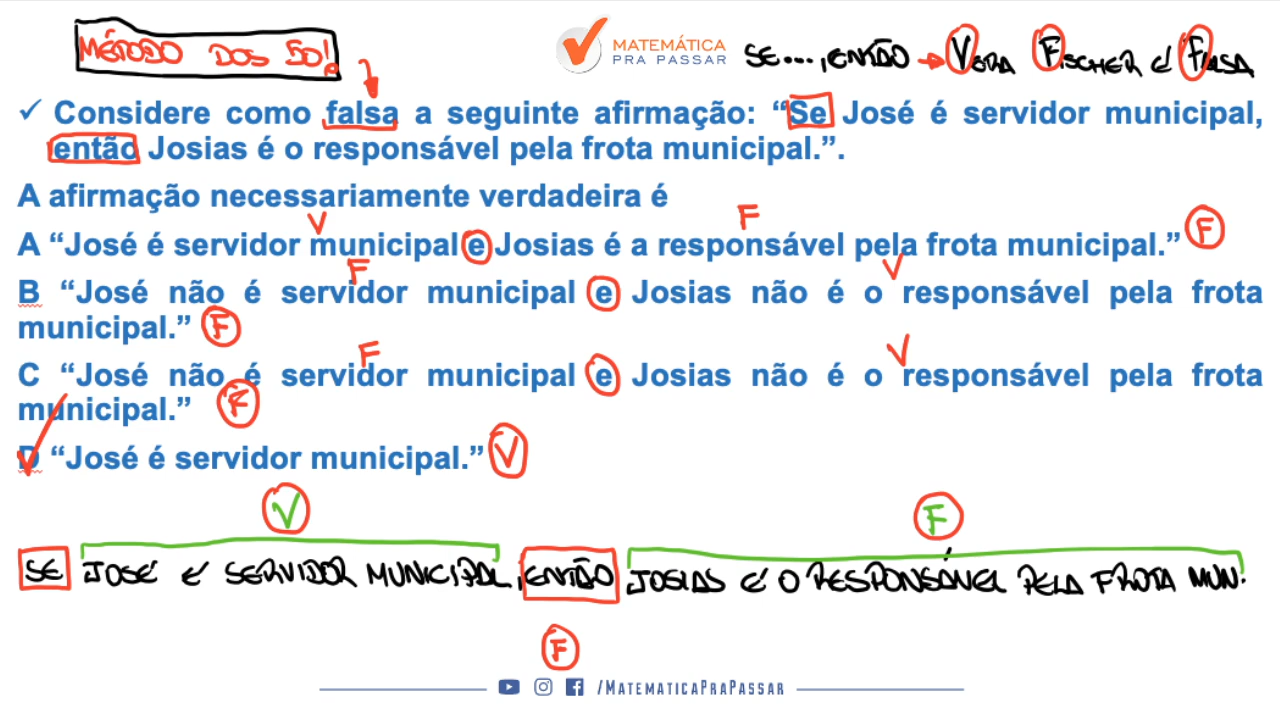 MÉTODO DOS 50!
MATEMÁTICA
PRA PASSAR
SE..., ENTÃO → VERA FISCHER É FALSA
✓ Considere como falsa a seguinte afirmação: “Se José é servidor municipal,
então Josias é o responsável pela frota municipal.”.
A afirmação necessariamente verdadeira é
V F
A “José é servidor municipal e Josias é a responsável pela frota municipal.” F
F V
B “José não é servidor municipal e Josias não é o responsável pela frota
municipal.” F
F V
C “José não é servidor municipal e Josias não é o responsável pela frota
municipal.” F
D “José é servidor municipal.” V
V F
SE JOSÉ É SERVIDOR MUNICIPAL, ENTÃO JOSIAS É O RESPONSÁVEL PELA FROTA MUN.
F
/MATEMATICAPRAPASSAR